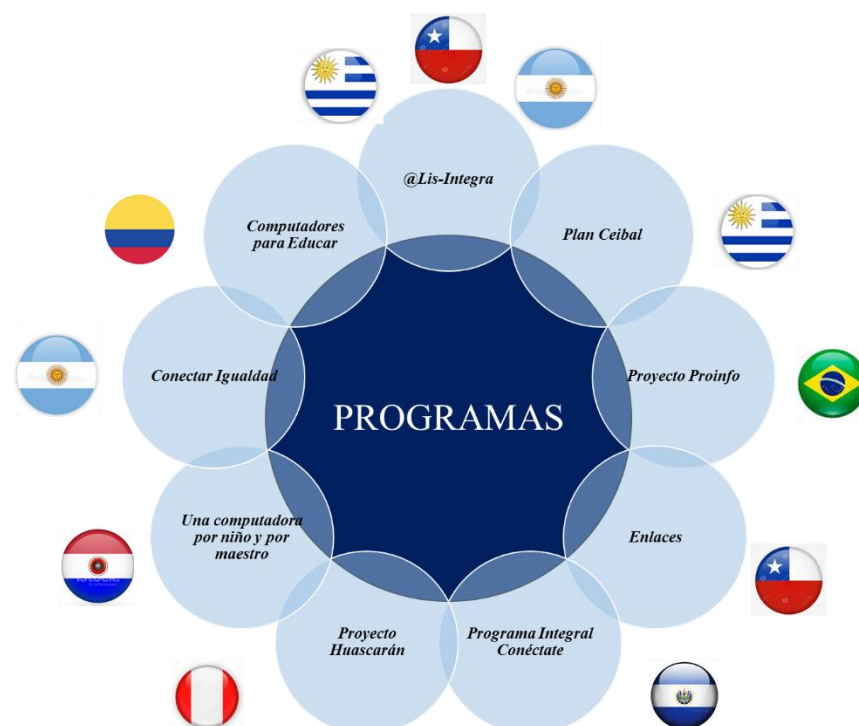 @Lis-Integra
Plan Ceibal
Proyecto Proinfo
Enlaces
Programa Integral
Conéctate
Proyecto
Huascarán
Una computadora
por niño y por
maestro
Conectar Igualdad
Computadores
para Educar
PROGRAMAS